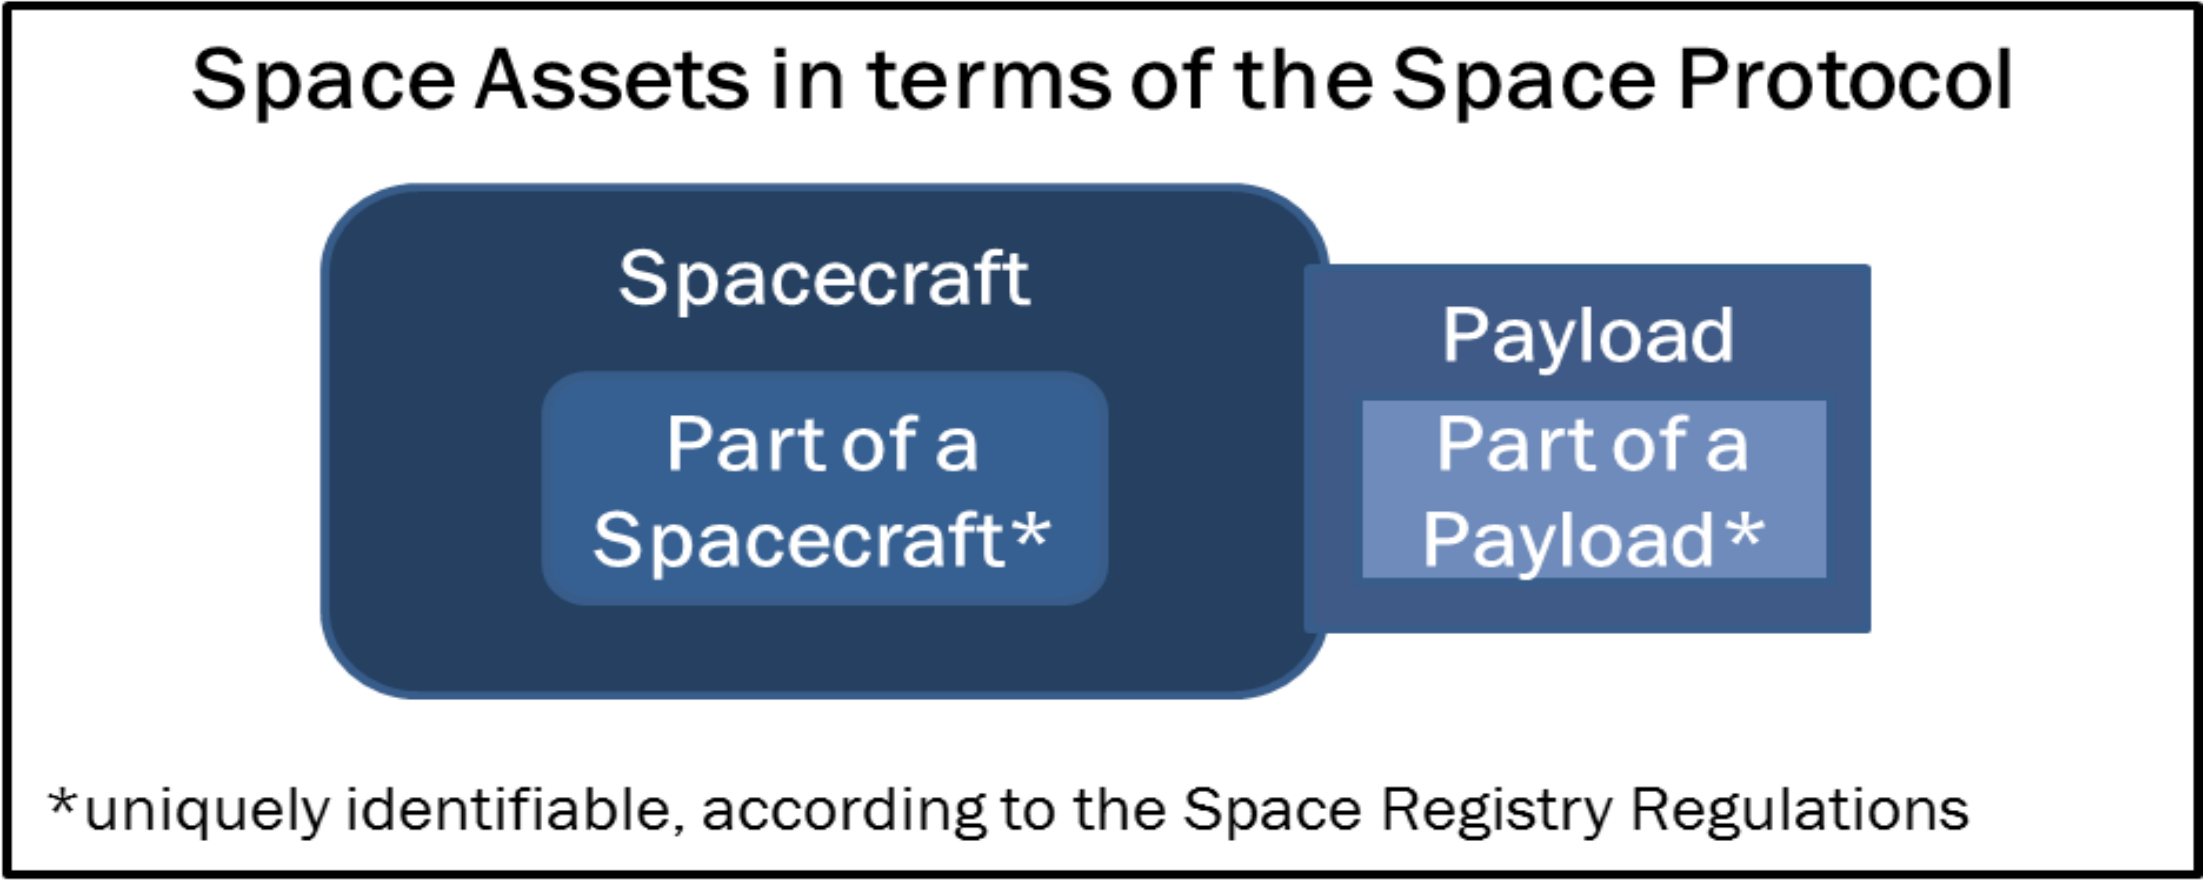 Space Assets in terms of the Space Protocol
Spacecraft
Part of a
Spacecraft*
Payload
Part of a
Payload*
*uniquely identifiable, according to the Space Registry Regulations